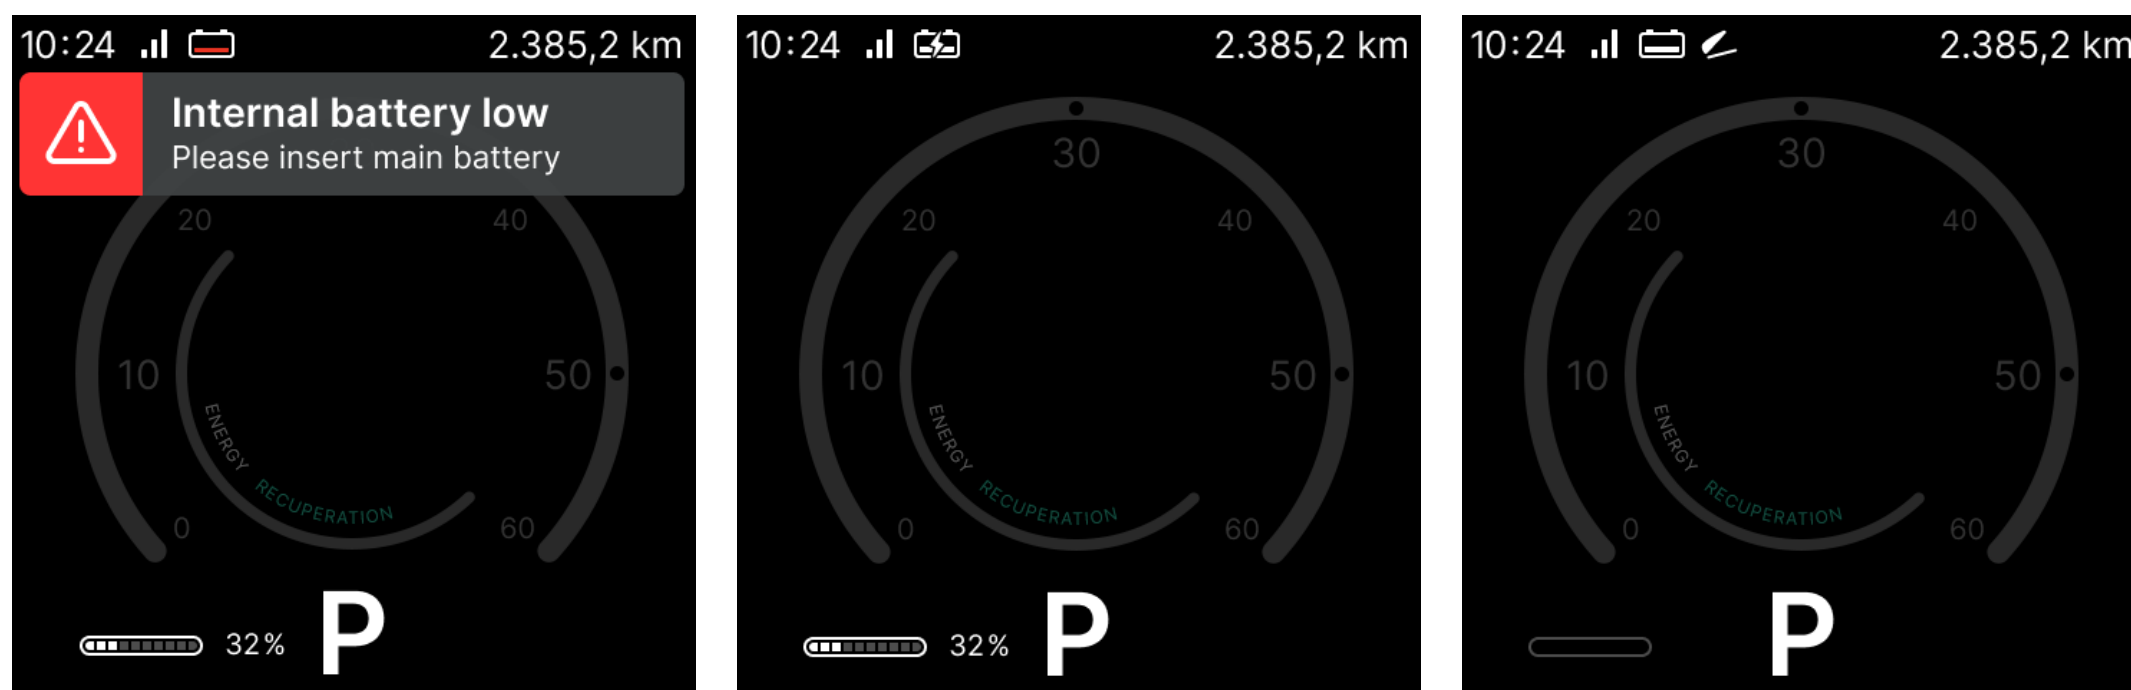 10:24 2.385,2 km
Internal battery low
Please insert main battery
20 40
10 50
ENERGY
RECUPERATION
0 60
32% P
10:24 2.385,2 km
30
20 40
10 50
ENERGY
RECUPERATION
0 60
32% P
10:24 2.385,2 km
30
20 40
10 50
ENERGY
RECUPERATION
0 60
P